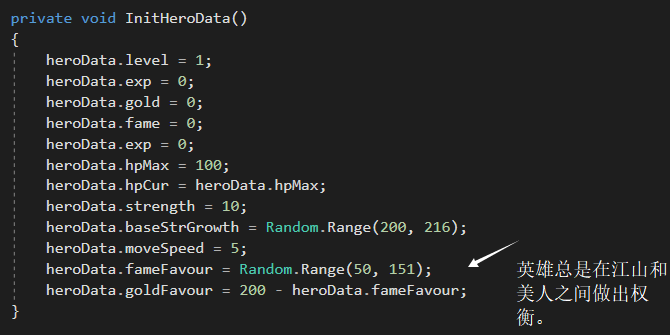 private void InitHeroData()
{
heroData.level = 1;
heroData.exp = 0;
heroData.gold = 0;
heroData.fame = 0;
heroData.exp = 0;
heroData.hpMax = 100;
heroData.hpCur = heroData.hpMax;
heroData.strength = 10;
heroData.baseStrGrowth = Random.Range(200, 216);
heroData.moveSpeed = 5;
heroData.fameFavour = Random.Range(50, 151);
heroData.goldFavour = 200 - heroData.fameFavour;
}
英雄总是在江山和
美人之间做出权
衡。